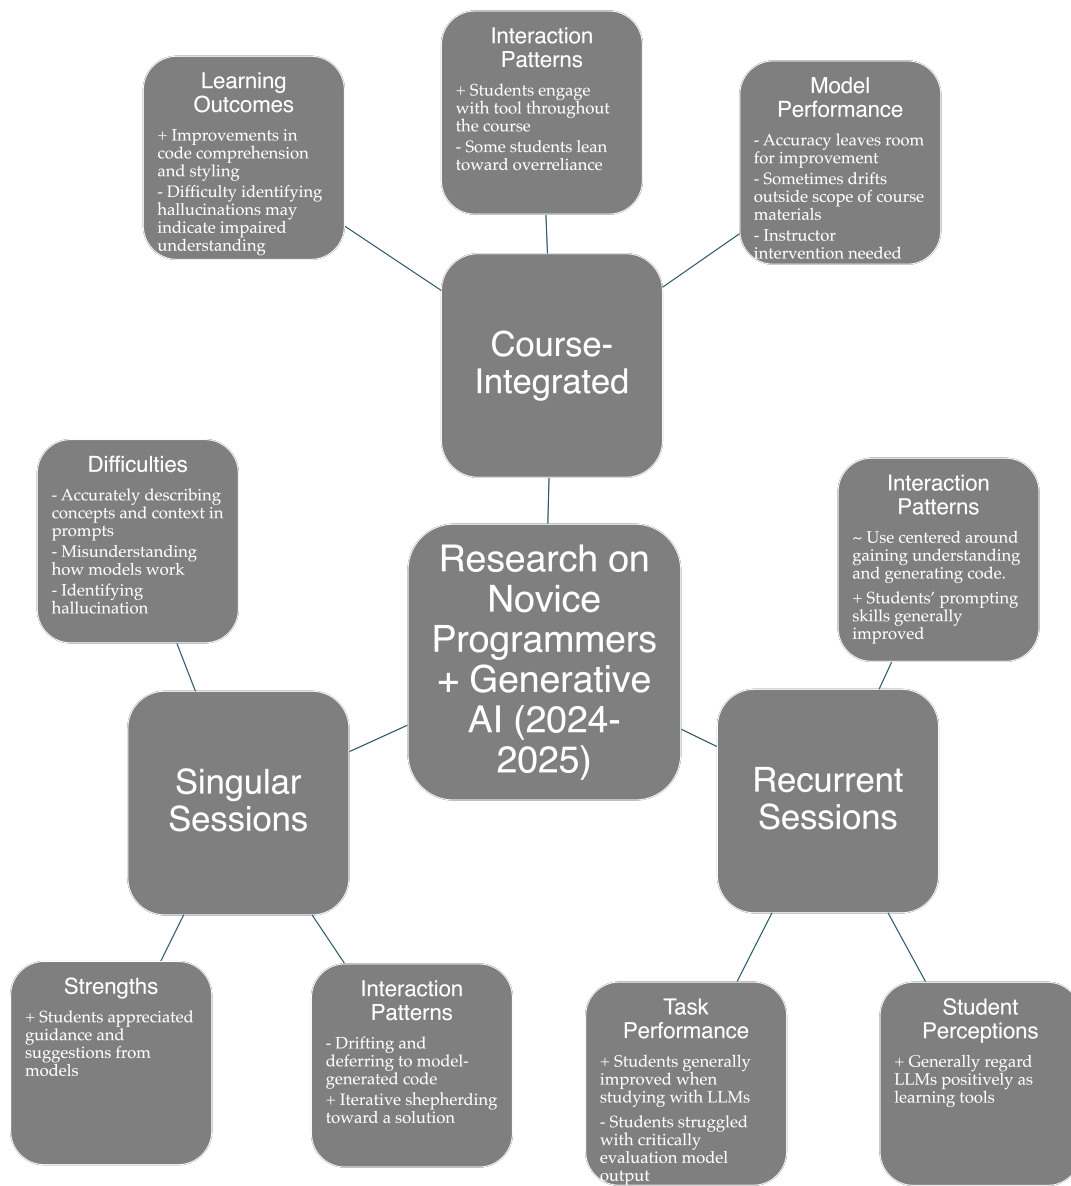 Interaction
Patterns
+ Students engage
with tool throughout
the course
- Some students lean
toward overreliance
Learning
Outcomes
+ Improvements in
code comprehension
and styling
- Difficulty identifying
hallucinations may
indicate impaired
understanding
Model
Performance
- Accuracy leaves room
for improvement
- Sometimes drifts
outside scope of course
materials
- Instructor
intervention needed
Course-
Integrated
Difficulties
- Accurately describing
concepts and context in
prompts
- Misunderstanding
how models work
- Identifying
hallucination
Interaction
Patterns
~ Use centered around
gaining understanding
and generating code.
+ Students’ prompting
skills generally
improved
Research on
Novice
Programmers
+ Generative
AI (2024-
2025)
Singular
Sessions
Recurrent
Sessions
Strengths
+ Students appreciated
guidance and
suggestions from
models
Interaction
Patterns
- Drifting and
deferring to model-
generated code
+ Iterative shepherding
toward a solution
Task
Performance
+ Students generally
improved when
studying with LLMs
- Students struggled
with critically
evaluation model
output
Student
Perceptions
+ Generally regard
LLMs positively as
learning tools